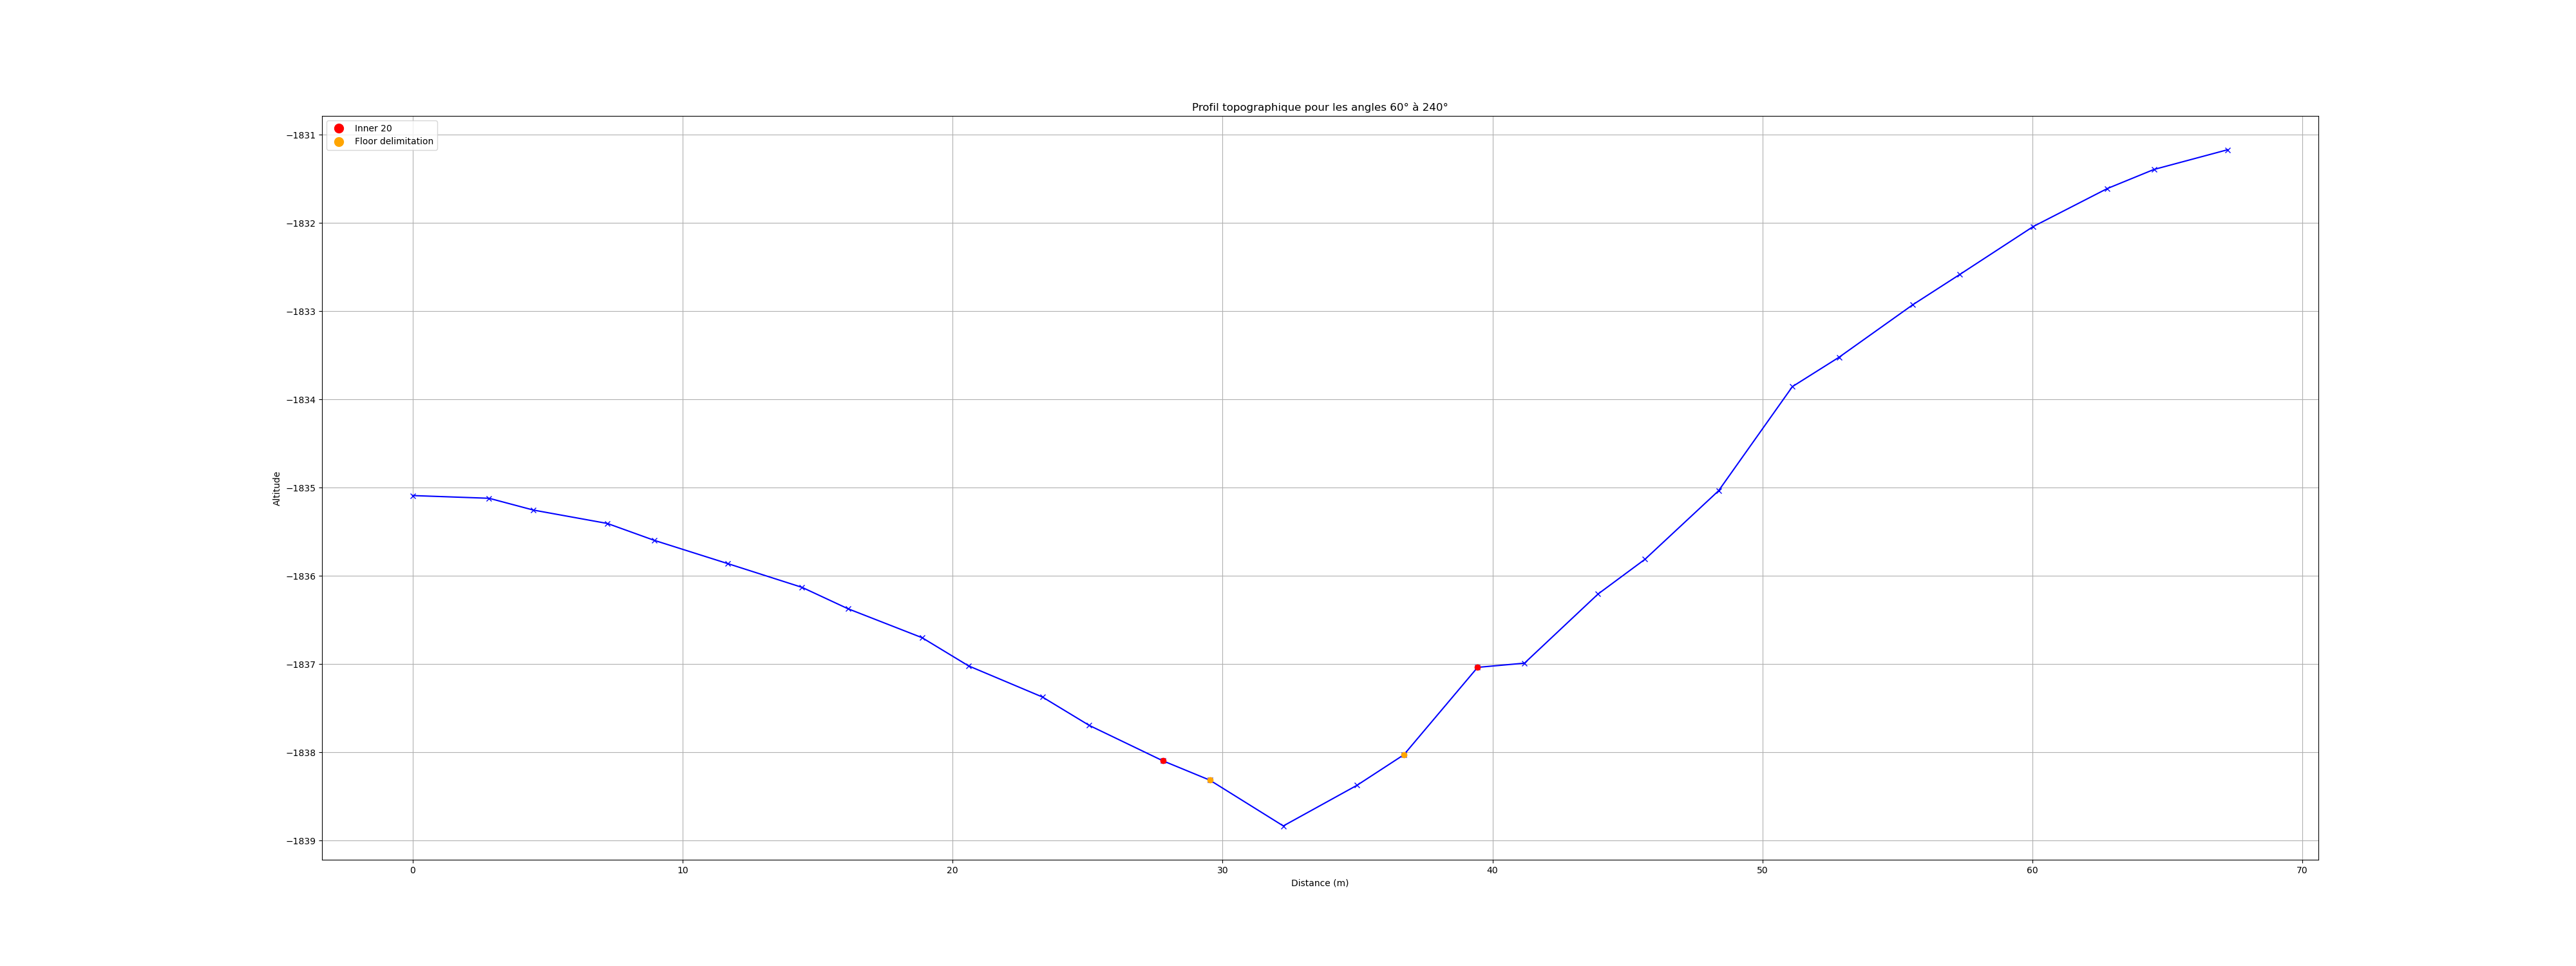 Profil topographique pour les angles 60° à 240°
Inner 20
Floor delimitation
−1831
−1832
−1833
−1834
−1835
−1836
−1837
−1838
−1839
Altitude
0 10 20 30 40 50 60 70
Distance (m)